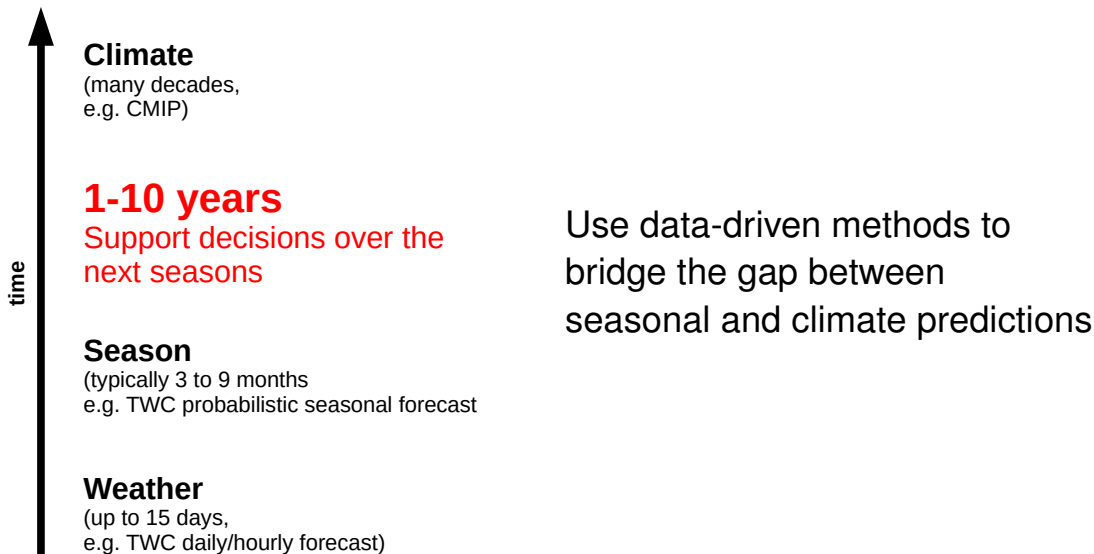 Climate
(many decades,
e.g. CMIP)
1-10 years
Support decisions over the
next seasons
time
Season
(typically 3 to 9 months
e.g. TWC probabilistic seasonal forecast
Weather
(up to 15 days,
e.g. TWC daily/hourly forecast)
Use data-driven methods to
bridge the gap between
seasonal and climate predictions